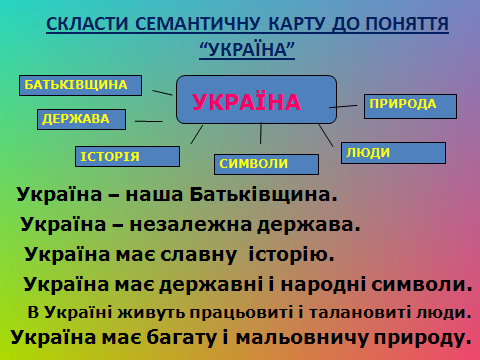 СКЛАСТИ СЕМАНТИЧНУ КАРТУ ДО ПОНЯТТЯ
“УКРАЇНА”
БАТЬКІВЩИНА
УКРАЇНА
ПРИРОДА
ДЕРЖАВА
ІСТОРІЯ
СИМВОЛИ
ЛЮДИ
Україна – наша Батьківщина.
Україна – незалежна держава.
Україна має славну історію.
Україна має державні і народні символи.
В Україні живуть працьовиті і талановиті люди.
Україна має багату і мальовничу природу.